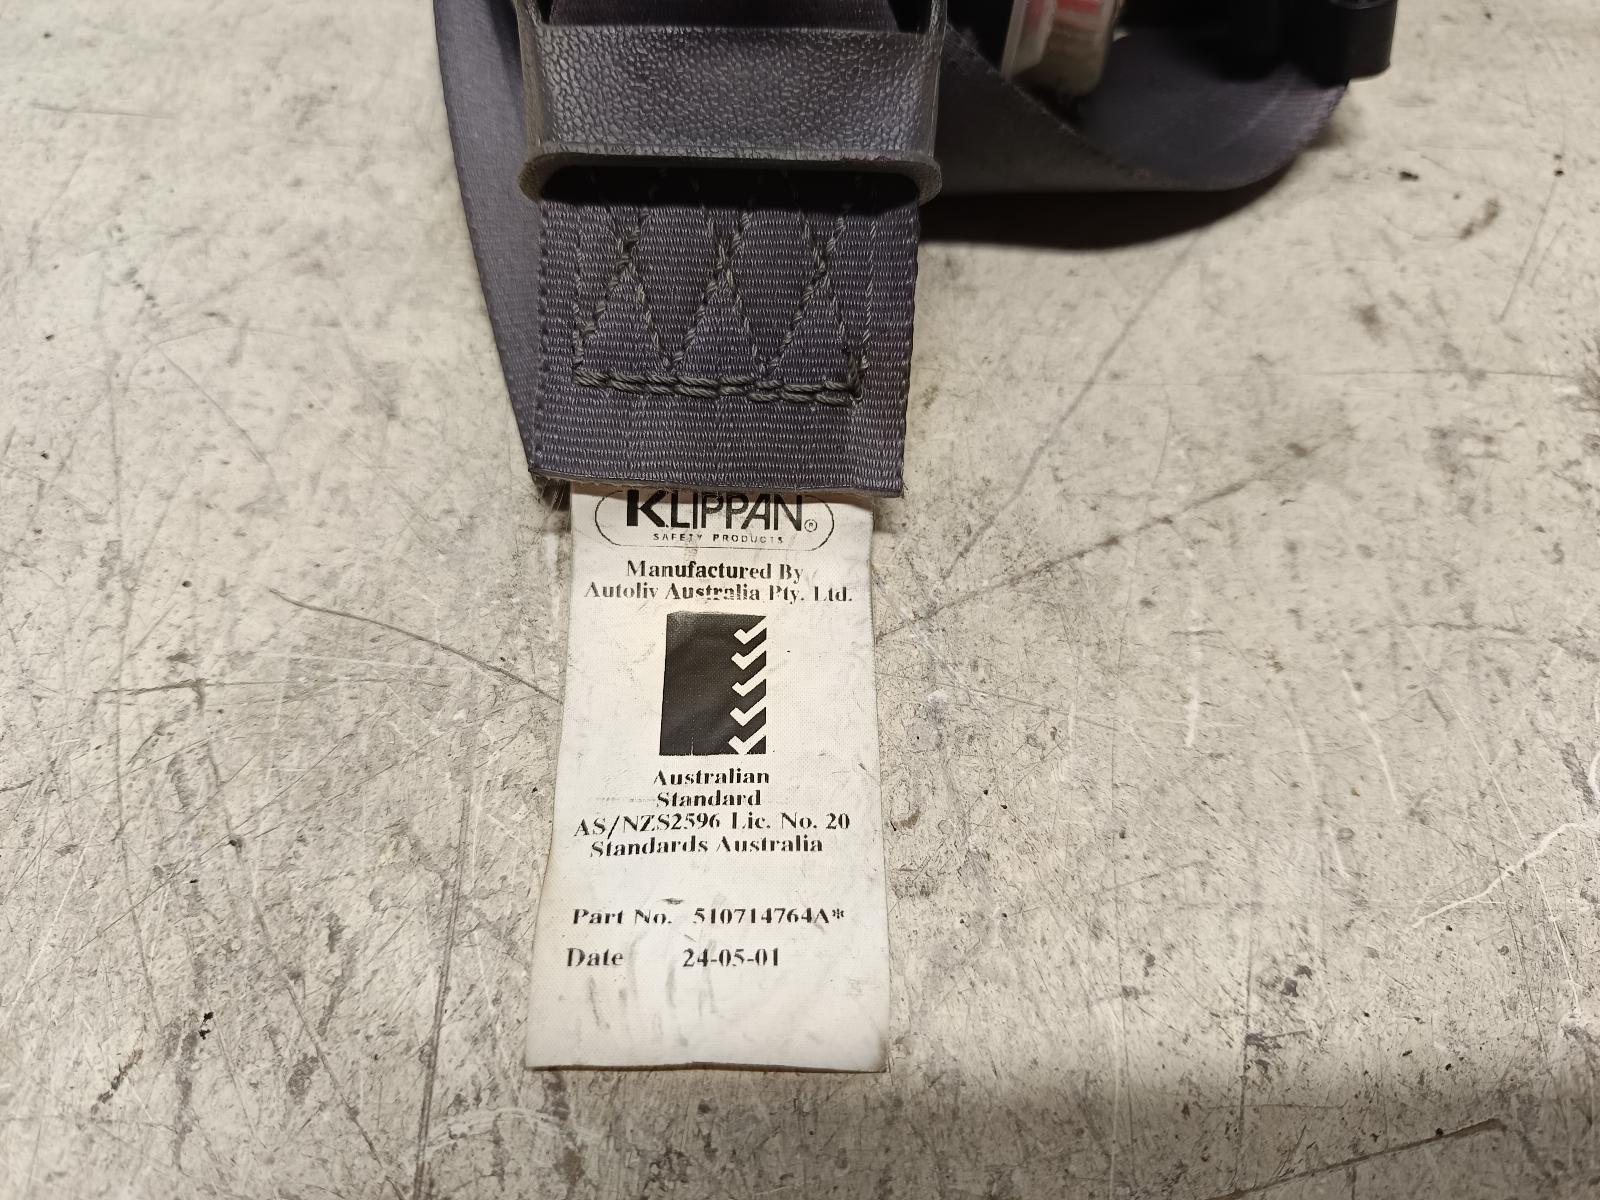 KLIPPAN®
SAFETY PRODUCTS
Manufactured By
Autoliv Australia Pty. Ltd.
Australian
Standard
AS/NZS2596 Lic. No. 20
Standards Australia
Part No. 510714764A*
Date 24-05-01